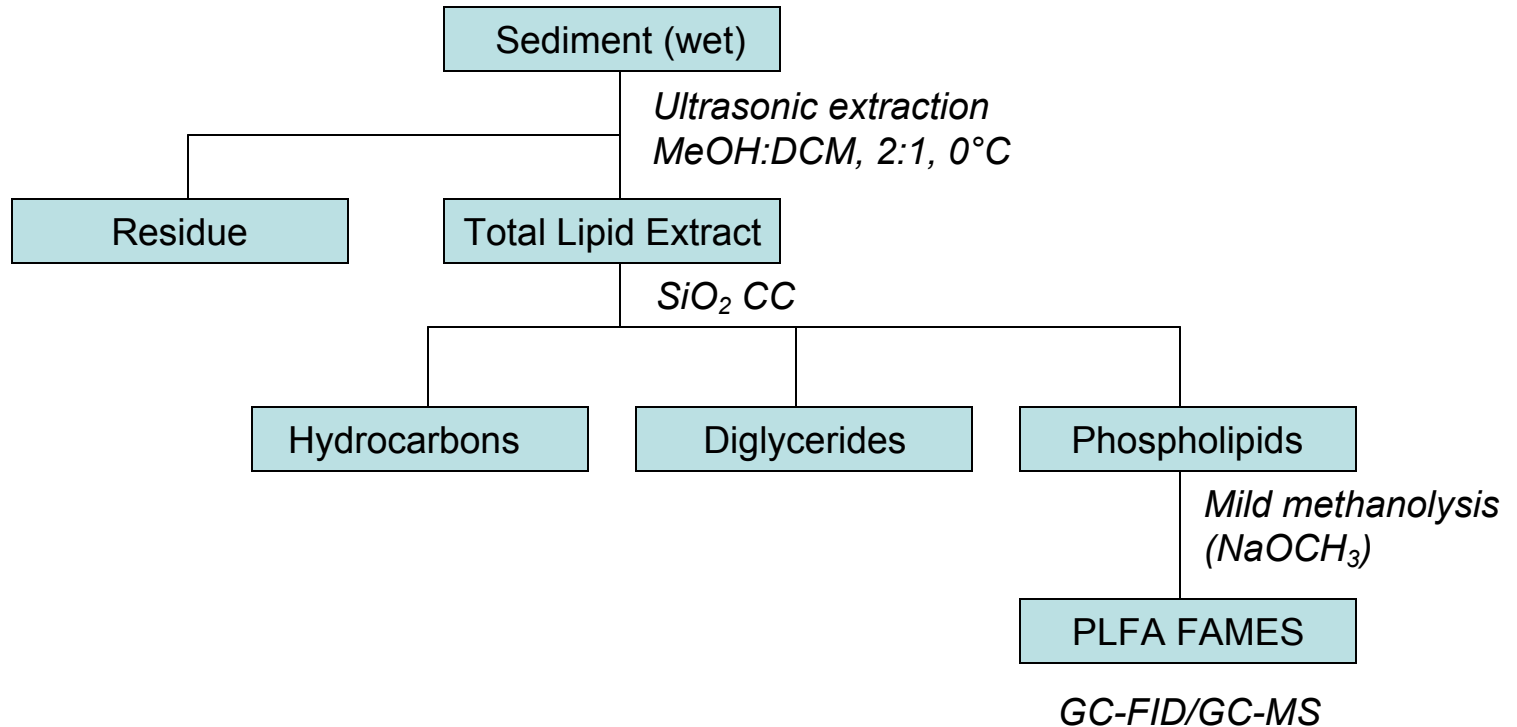 Sediment (wet)
Ultrasonic extraction
MeOH:DCM, 2:1, 0°C
Residue
Total Lipid Extract
SiO₂ CC
Hydrocarbons
Diglycerides
Phospholipids
Mild methanolysis
(NaOCH₃)
PLFA FAMES
GC-FID/GC-MS